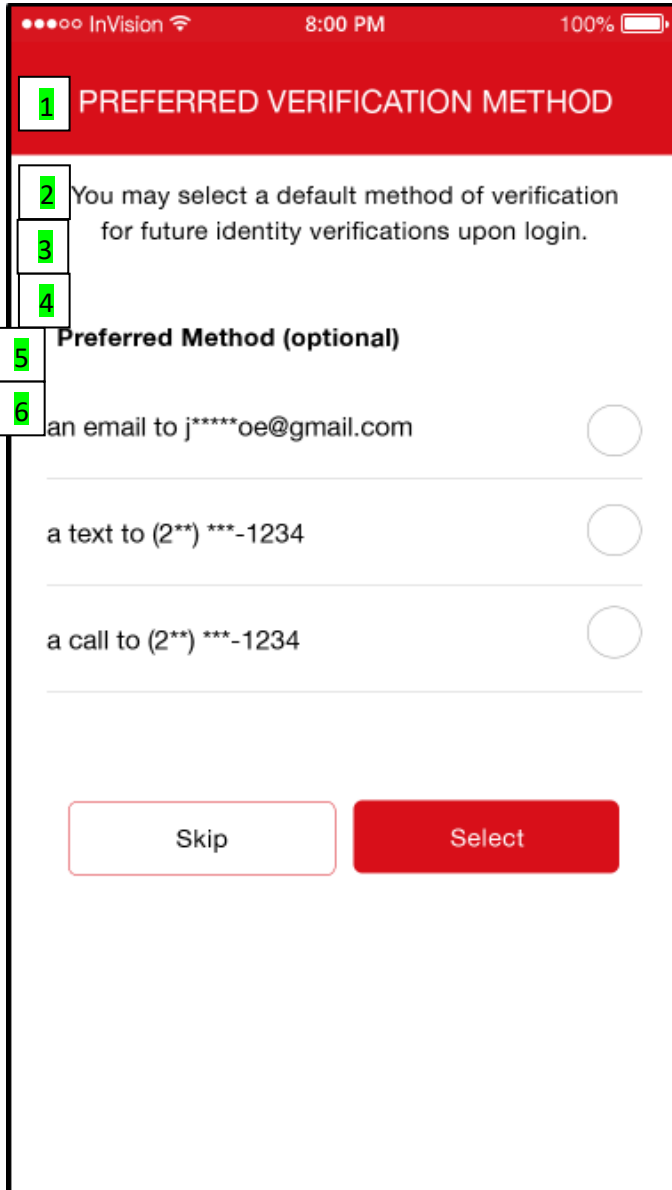 ●●●○○ InVision 8:00 PM 100%
1 PREFERRED VERIFICATION METHOD
2 You may select a default method of verification
3 for future identity verifications upon login.
4
5 Preferred Method (optional)
6 an email to j*****oe@gmail.com
a text to (2**) ***-1234
a call to (2**) ***-1234
Skip Select